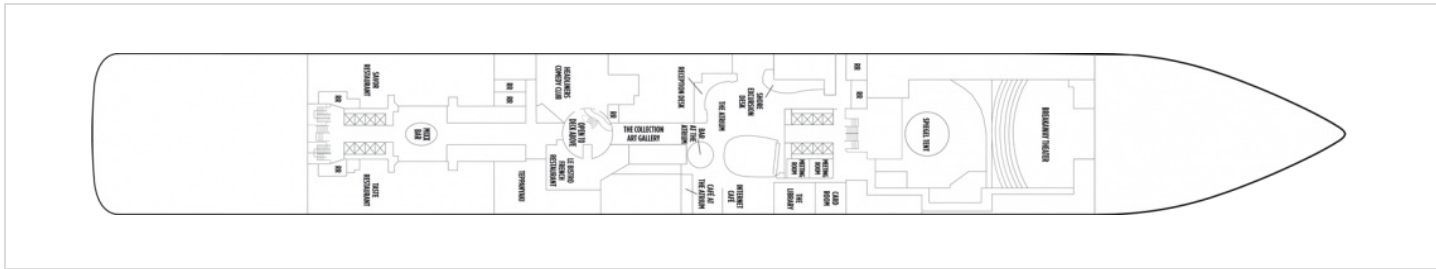 SAVOR
RESTAURANT
RR
MIXX
BAR
RR
TASTE
RESTAURANT
RR
RR
TEPPANYAKI
HEADLINERS
COMEDY CLUB
OPEN TO
DECK ABOVE
LE BISTRO
FRENCH
RESTAURANT
RR
THE COLLECTION
ART GALLERY
RECEPTION DESK
BAR
AT THE
ATRIUM
CAFÉ AT
THE ATRIUM
THE ATRIUM
INTERNET
CAFE
SHORE
EXCURSION
DESK
THE
LIBRARY
MEETING
ROOM
MEETING
ROOM
CARD
ROOM
RR
RR
SPIEGEL TENT
BREAKAWAY THEATER